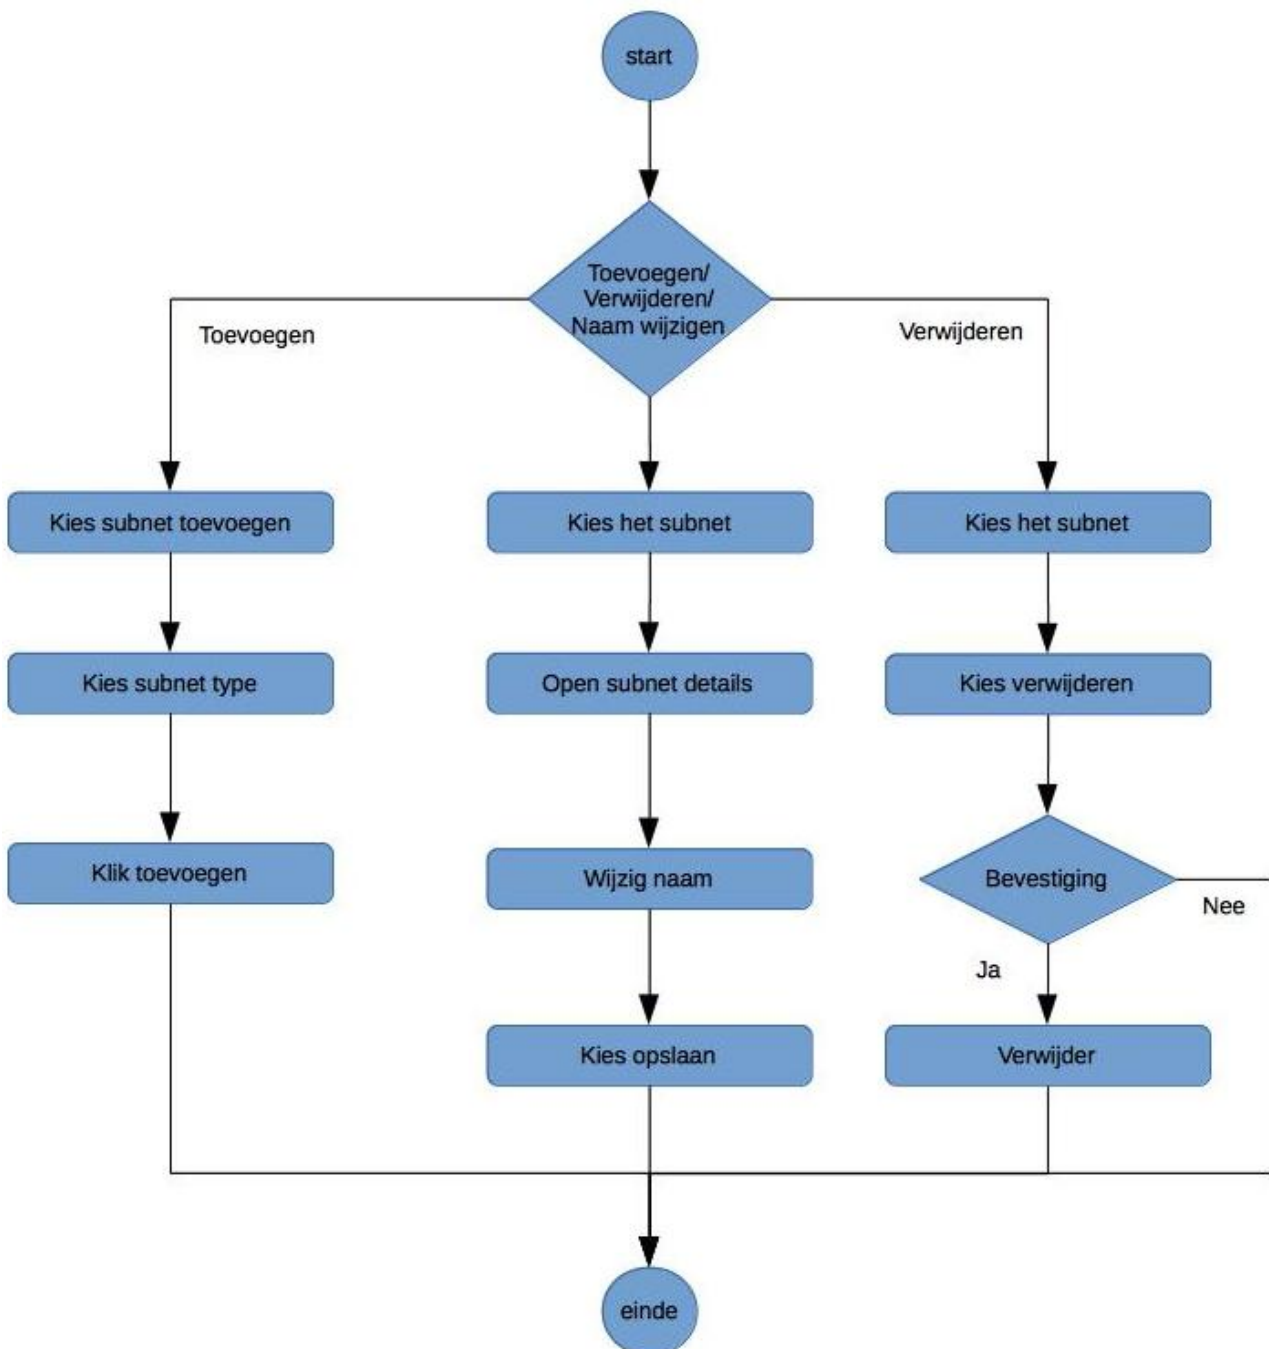 start
Toevoegen/
Verwijderen/
Naam wijzigen
Toevoegen
Verwijderen
Kies subnet toevoegen
Kies het subnet
Kies het subnet
Kies subnet type
Open subnet details
Kies verwijderen
Klik toevoegen
Wijzig naam
Bevestiging
Nee
Ja
Kies opslaan
Verwijder
einde